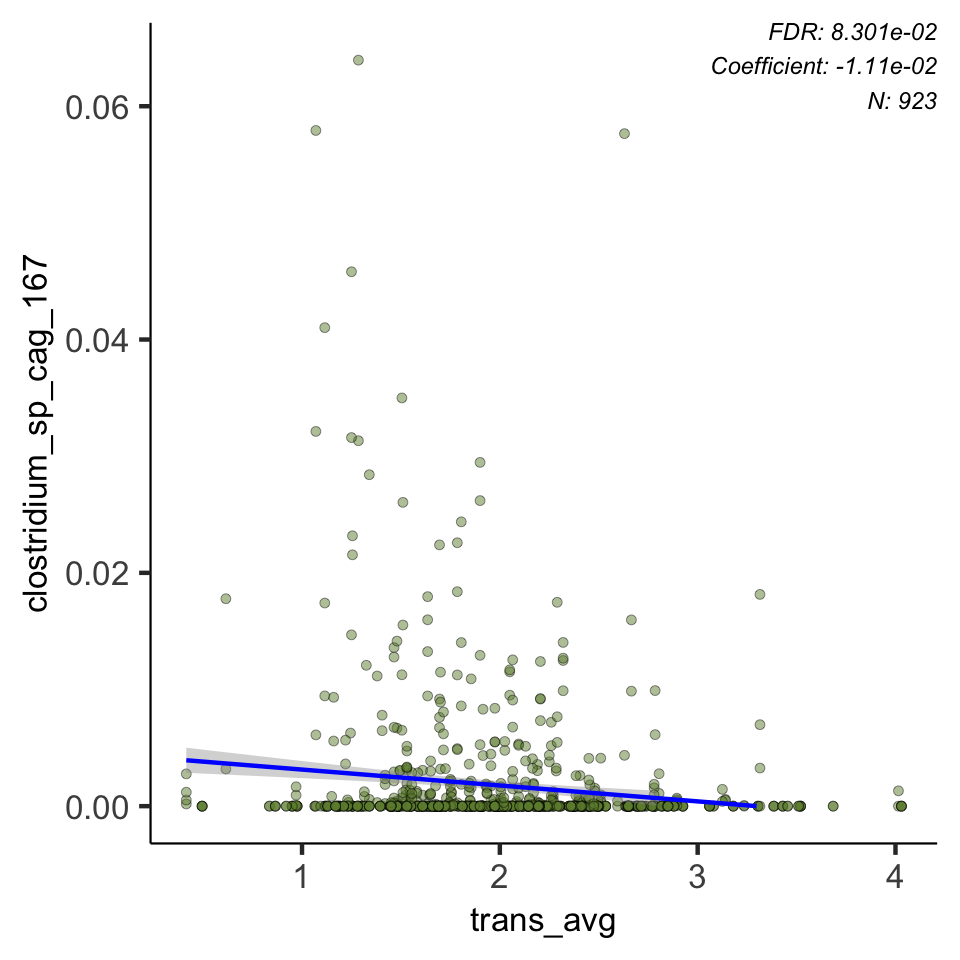 FDR: 8.301e-02
Coefficient: -1.11e-02
N: 923
clostridium_sp_cag_167
0.06
0.04
0.02
0.00
1 2 3 4
trans_avg